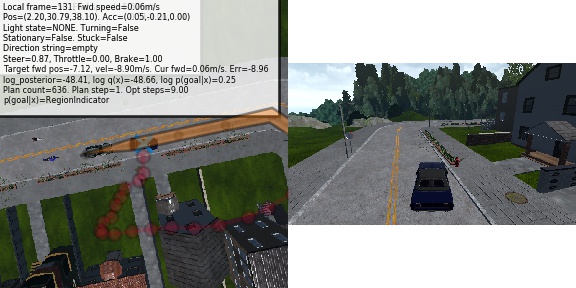 Local frame=131. Fwd speed=0.06m/s
Pos=(2.20,30.79,38.10). Acc=(0.05,-0.21,0.00)
Light state=NONE. Turning=False
Stationary=False. Stuck=False
Direction string=empty
Steer=0.87, Throttle=0.00, Brake=1.00
Target fwd pos=-7.12, vel=-8.90m/s. Cur fwd=0.06m/s. Err=-8.96
log_posterior=-48.41, log q(x)=-48.66, log p(goal|x)=0.25
Plan count=636. Plan step=1. Opt steps=9.00
p(goal|x)=RegionIndicator